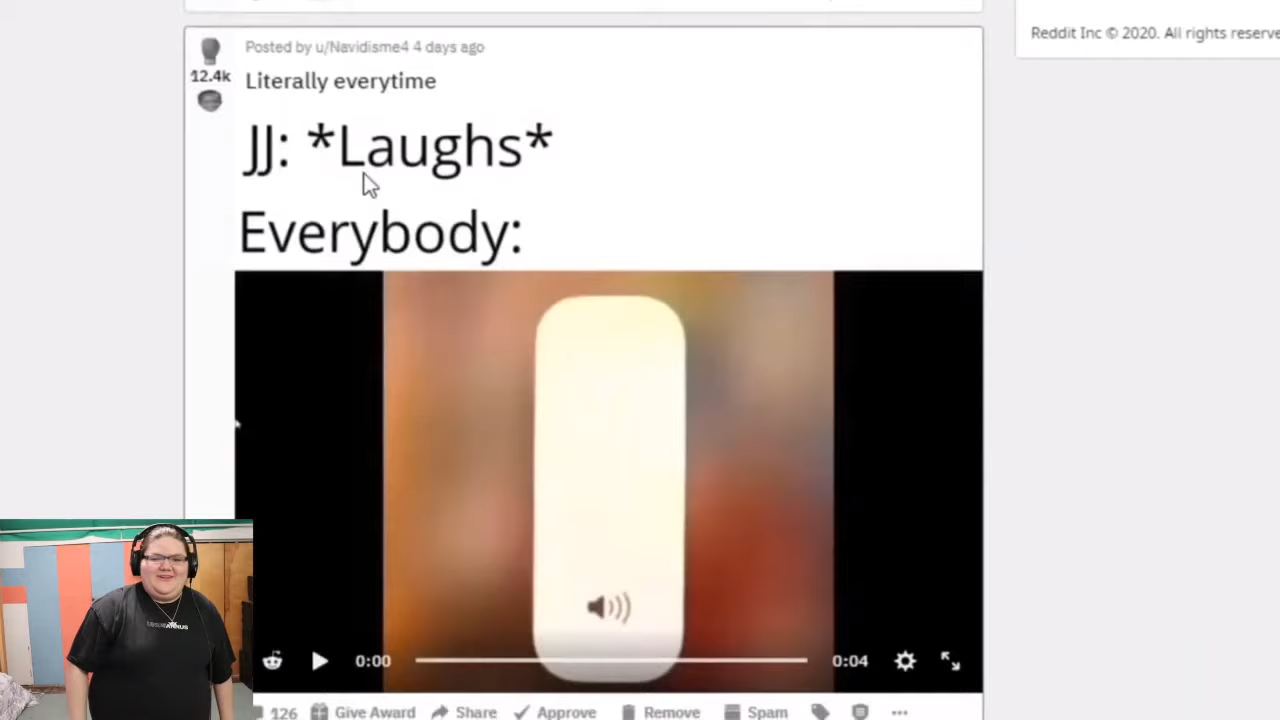 Reddit Inc © 2020. All rights reserve
Posted by u/Navidisme4 4 days ago
12.4k
Literally everytime
JJ: *Laughs*
Everybody:
0:00
0:04
126
Give Award
Share
Approve
Remove
Spam
...